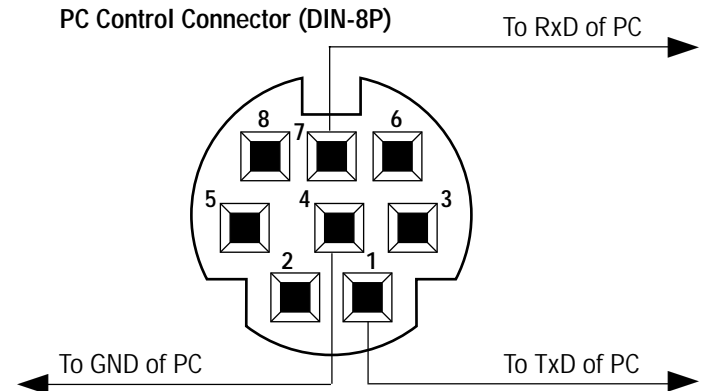 PC Control Connector (DIN-8P)
To RxD of PC
8 7 6
5 4 3
2 1
To GND of PC
To TxD of PC